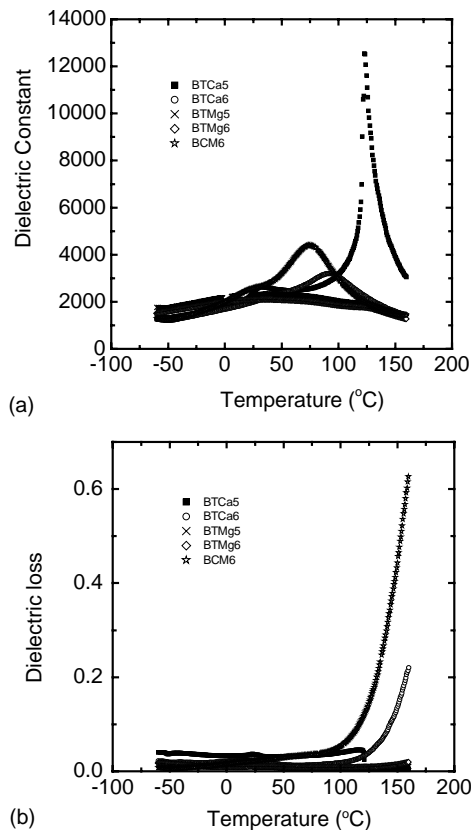 14000
12000
10000
8000
6000
4000
2000
0
Dielectric Constant
BTCa5
BTCa6
BTMg5
BTMg6
BCM6
-100 -50 0 50 100 150 200
Temperature (°C)
(a)
0.6
0.4
0.2
0.0
Dielectric loss
BTCa5
BTCa6
BTMg5
BTMg6
BCM6
-100 -50 0 50 100 150 200
Temperature (°C)
(b)